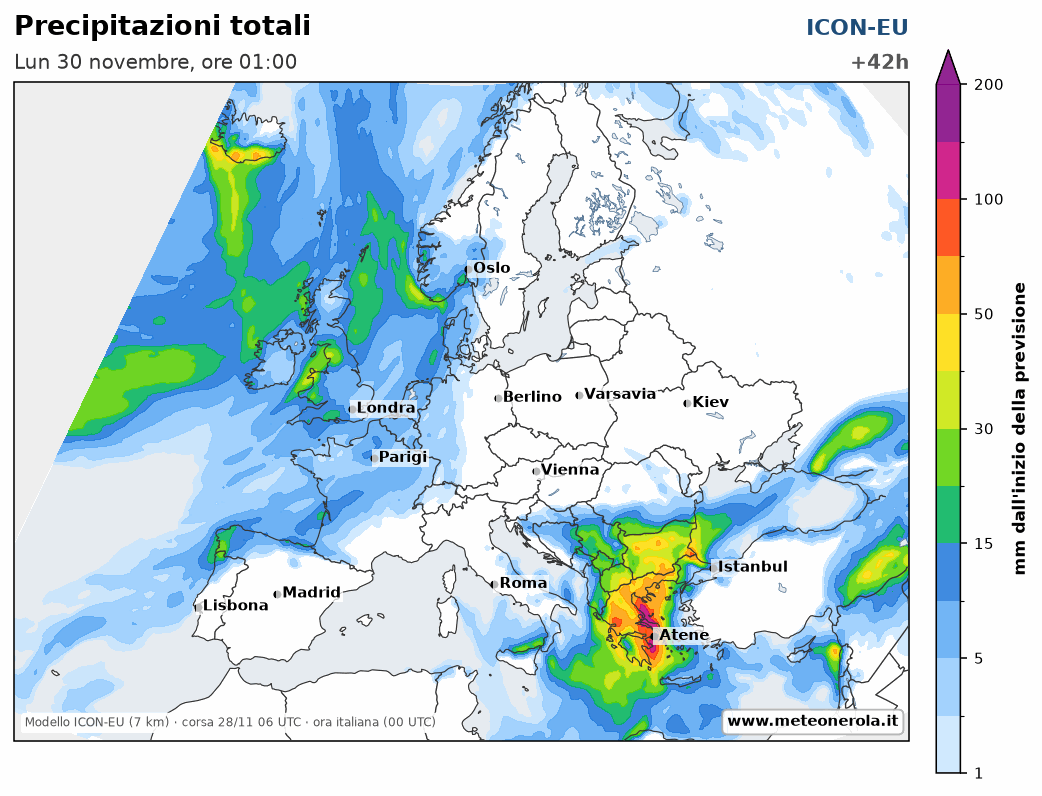 Precipitazioni totali
ICON-EU
Lun 30 novembre, ore 01:00
+42h
200
100
50
30
15
5
1
mm dall'inizio della previsione
Oslo
Berlino
Varsavia
Kiev
Londra
Parigi
Vienna
Istanbul
Roma
Madrid
Lisbona
Atene
Modello ICON-EU (7 km) · corsa 28/11 06 UTC · ora italiana (00 UTC)
www.meteonerola.it